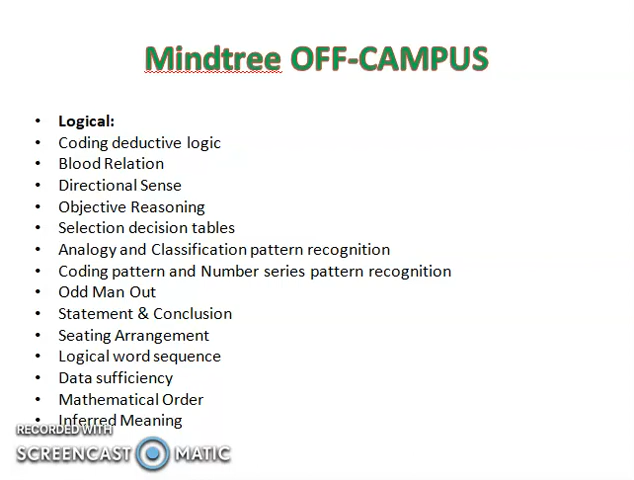 Mindtree OFF-CAMPUS
• Logical:
• Coding deductive logic
• Blood Relation
• Directional Sense
• Objective Reasoning
• Selection decision tables
• Analogy and Classification pattern recognition
• Coding pattern and Number series pattern recognition
• Odd Man Out
• Statement & Conclusion
• Seating Arrangement
• Logical word sequence
• Data sufficiency
• Mathematical Order
• Inferred Meaning
RECORDED WITH
SCREENCAST MATIC